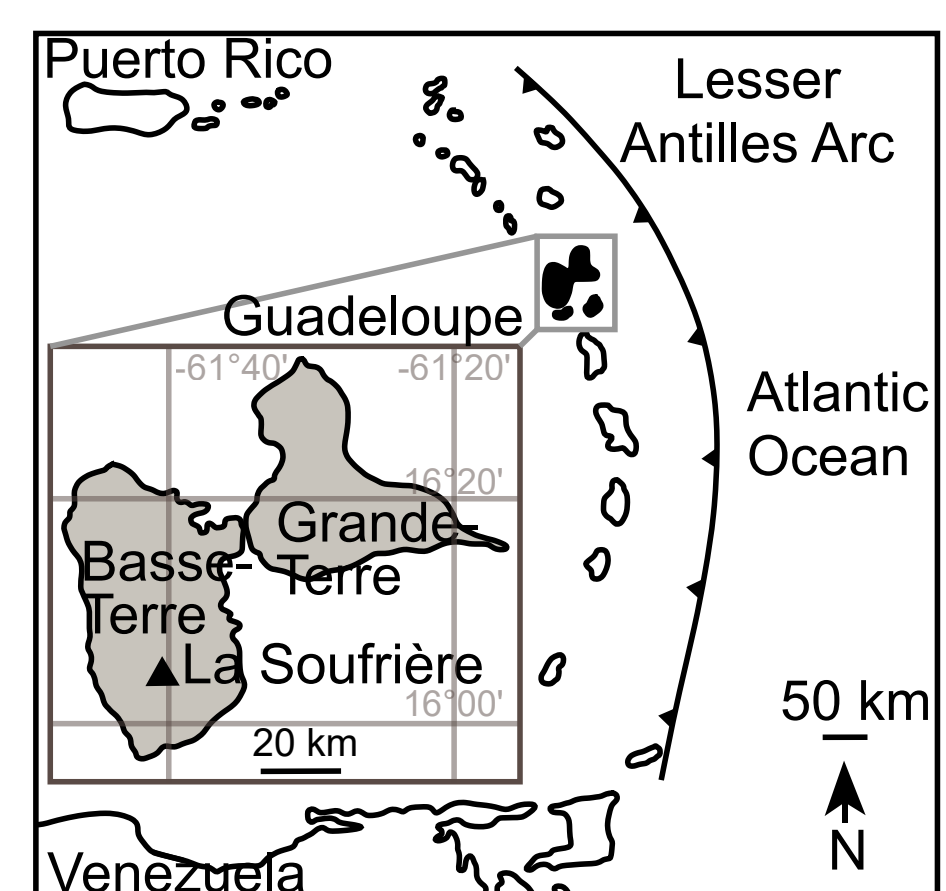 Puerto Rico
Lesser
Antilles Arc
Guadeloupe
-61°40'
-61°20'
Atlantic
Ocean
16°20'
Grande-
Terre
Basse-
Terre
La Soufrière
16°00'
20 km
50 km
N
Venezuela